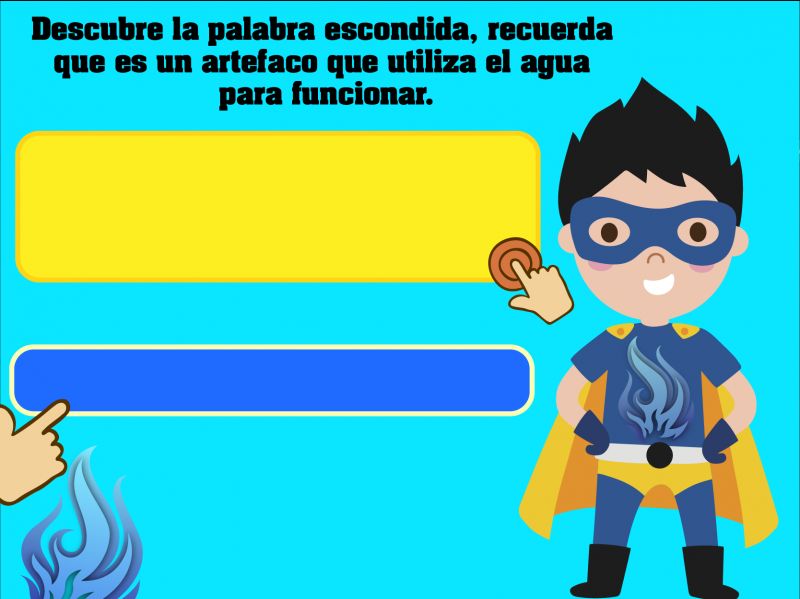 Descubre la palabra escondida, recuerda
que es un artefaco que utiliza el agua
para funcionar.